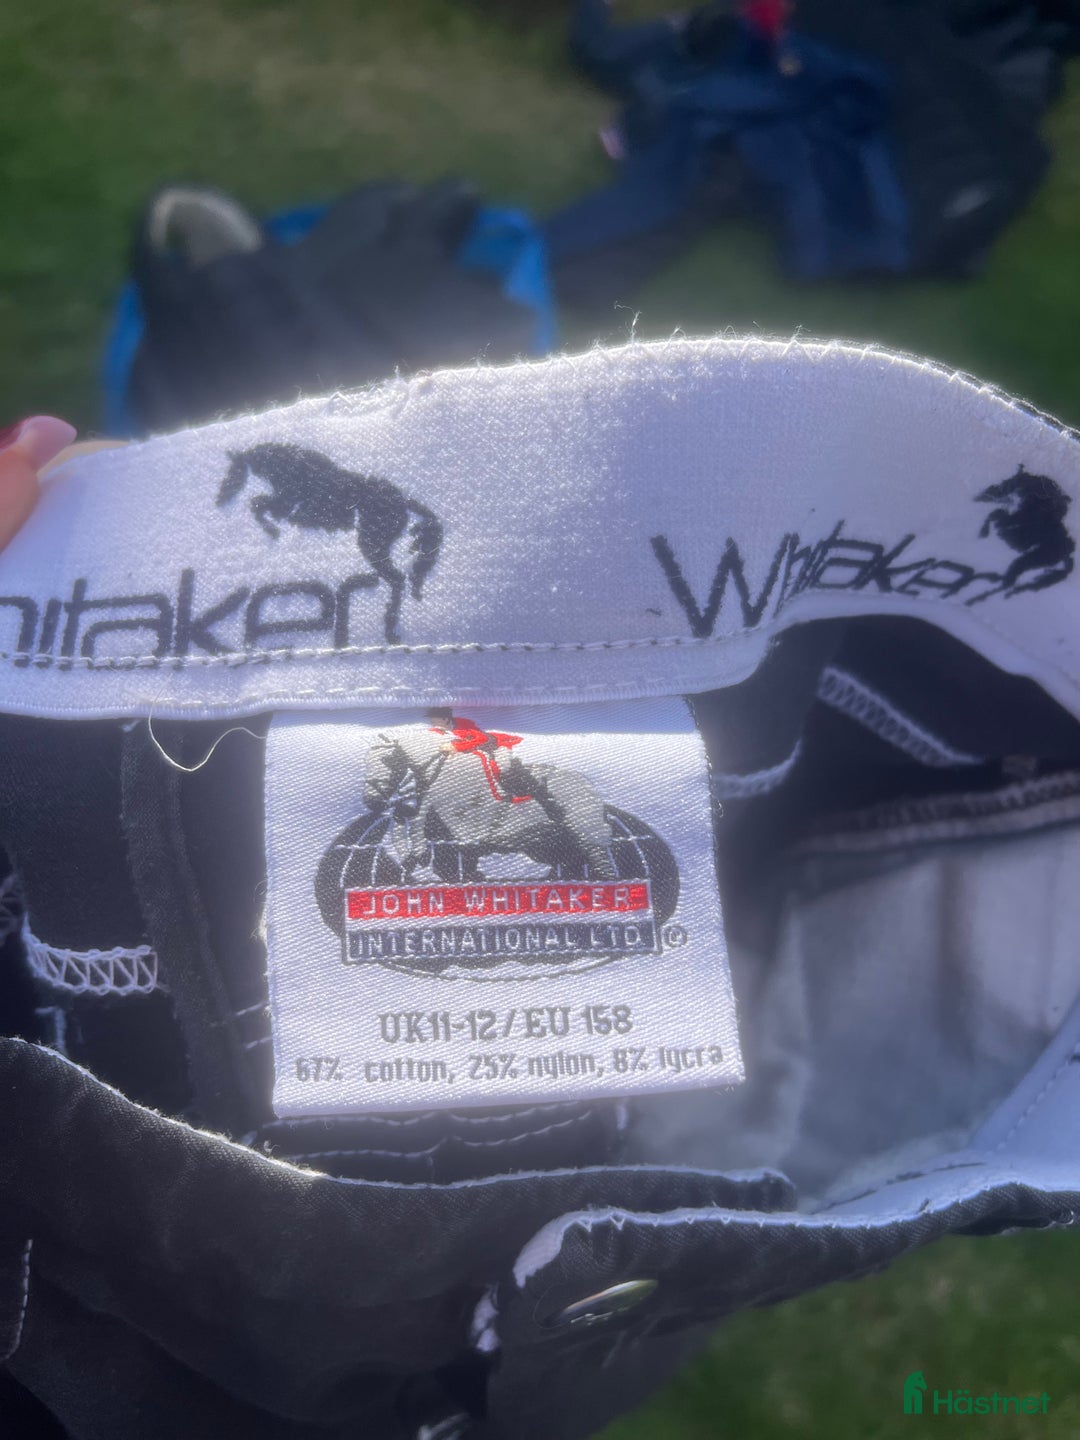 hitaker
Whitaker
JOHN WHITAKER
INTERNATIONAL LTD. ®
UK11-12/EU 158
67% cotton, 25% nylon, 8% lycra
Hästnet